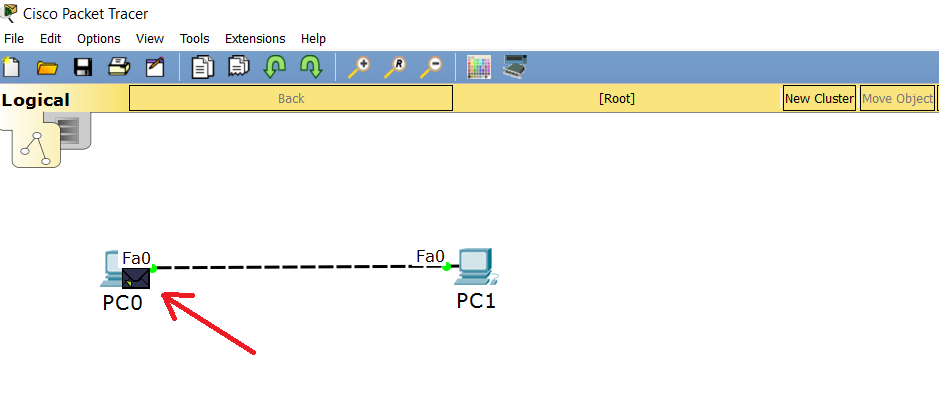 Cisco Packet Tracer
File Edit Options View Tools Extensions Help
Logical Back [Root] New Cluster Move Object
Fa0 Fa0
PC0 PC1